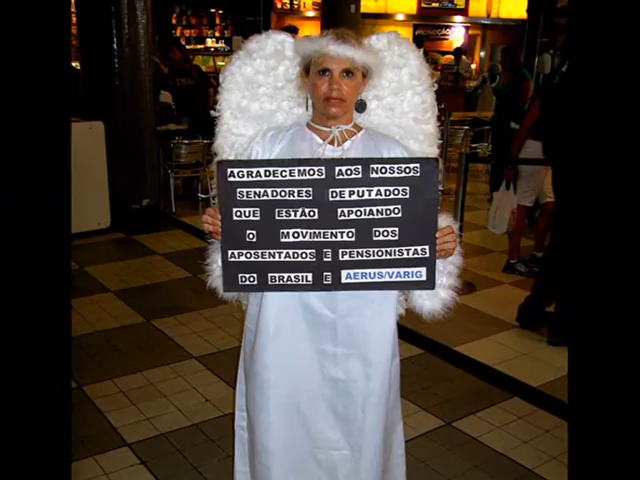 AGRADECEMOS AOS NOSSOS
SENADORES DEPUTADOS
QUE ESTÃO APOIANDO
O MOVIMENTO DOS
APOSENTADOS E PENSIONISTAS
DO BRASIL E AERUS/VARIG